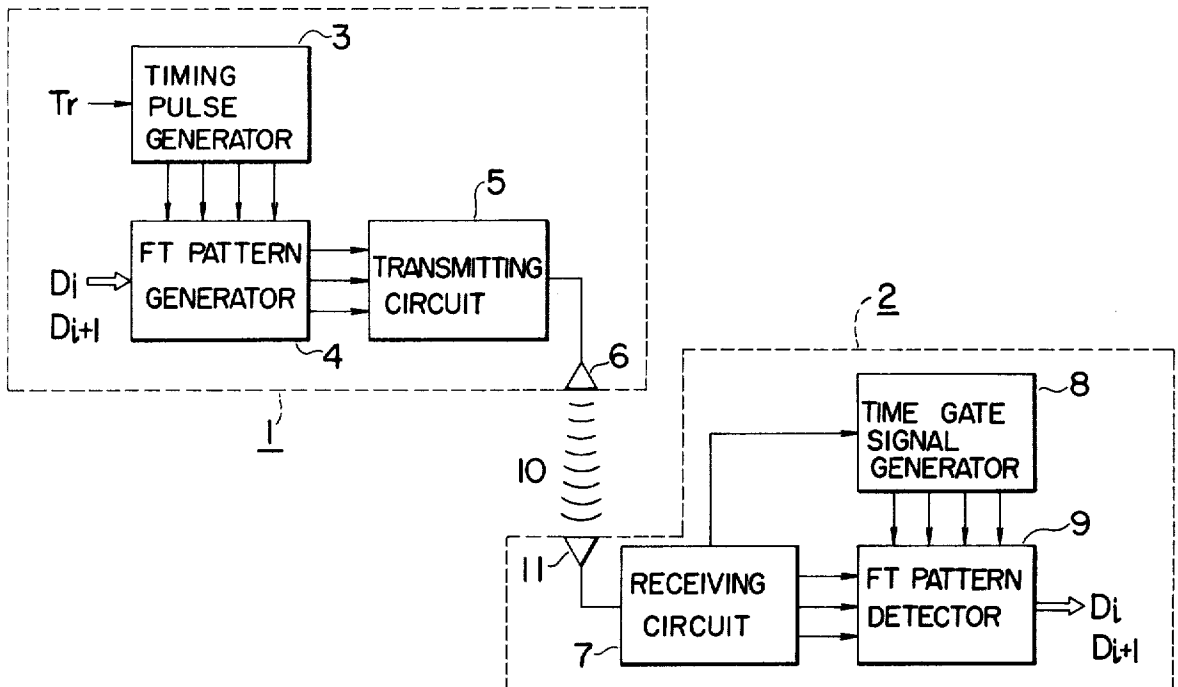 3
TIMING
PULSE
GENERATOR
Tr
5
FT PATTERN
GENERATOR
Di
Di+1
4
TRANSMITTING
CIRCUIT
6
1
2
8
TIME GATE
SIGNAL
GENERATOR
10
9
11
RECEIVING
CIRCUIT
7
FT PATTERN
DETECTOR
Di
Di+1